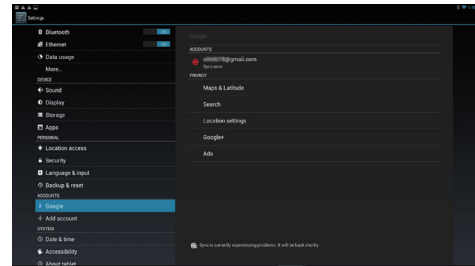 Settings
Bluetooth
Ethernet
Data usage
More...
DEVICE
Sound
Display
Storage
Apps
PERSONAL
Location access
Security
Language & input
Backup & reset
ACCOUNTS
Google
Add account
SYSTEM
Date & time
Accessibility
About tablet
Google
ACCOUNTS
@gmail.com
Sync error
PRIVACY
Maps & Latitude
Search
Location settings
Google+
Ads
Sync is currently experiencing problems. It will be back shortly.